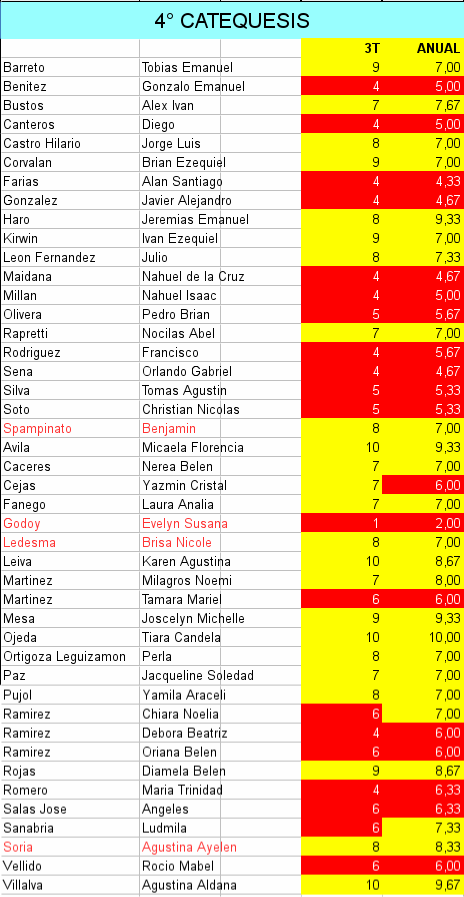 4° CATEQUESIS
3T ANUAL
Barreto Tobias Emanuel 9 7,00
Benitez Gonzalo Emanuel 4 5,00
Bustos Alex Ivan 7 7,67
Canteros Diego 4 5,00
Castro Hilario Jorge Luis 8 7,00
Corvalan Brian Ezequiel 9 7,00
Farias Alan Santiago 4 4,33
Gonzalez Javier Alejandro 4 4,67
Haro Jeremias Emanuel 8 9,33
Kirwin Ivan Ezequiel 9 7,00
Leon Fernandez Julio 8 7,33
Maidana Nahuel de la Cruz 4 4,67
Millan Nahuel Isaac 4 5,00
Olivera Pedro Brian 5 5,67
Rapretti Nocilas Abel 7 7,00
Rodriguez Francisco 4 5,67
Sena Orlando Gabriel 4 4,67
Silva Tomas Agustin 5 5,33
Soto Christian Nicolas 5 5,33
Spampinato Benjamin 8 7,00
Avila Micaela Florencia 10 9,33
Caceres Nerea Belen 7 7,00
Cejas Yazmin Cristal 7 6,00
Fanego Laura Analia 7 7,00
Godoy Evelyn Susana 1 2,00
Ledesma Brisa Nicole 8 7,00
Leiva Karen Agustina 10 8,67
Martinez Milagros Noemi 7 8,00
Martinez Tamara Mariel 6 6,00
Mesa Joscelyn Michelle 9 9,33
Ojeda Tiara Candela 10 10,00
Ortigoza Leguizamon Perla 8 7,00
Paz Jacqueline Soledad 7 7,00
Pujol Yamila Araceli 8 7,00
Ramirez Chiara Noelia 6 7,00
Ramirez Debora Beatriz 4 6,00
Ramirez Oriana Belen 6 6,00
Rojas Diamela Belen 9 8,67
Romero Maria Trinidad 4 6,33
Salas Jose Angeles 6 6,33
Sanabria Ludmila 6 7,33
Soria Agustina Ayelen 8 8,33
Vellido Rocio Mabel 6 6,00
Villalva Agustina Aldana 10 9,67